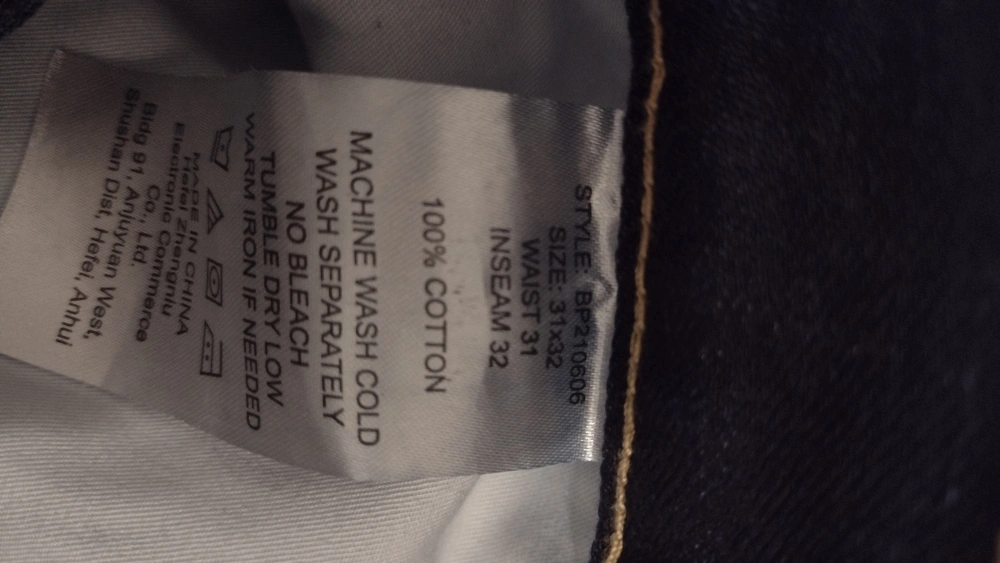 STYLE: BP210606
SIZE: 31x32
WAIST 31
INSEAM 32
100% COTTON
MACHINE WASH COLD
WASH SEPARATELY
NO BLEACH
TUMBLE DRY LOW
WARM IRON IF NEEDED
MADE IN CHINA
Hefei Zhengniu
Electronic Commerce
Co., Ltd.
Bldg 91, Anjuyuan West,
Shushan Dist, Hefei, Anhui